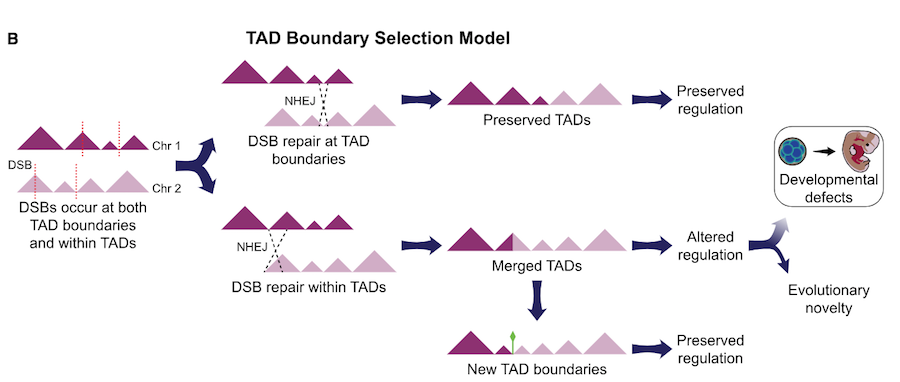 B
TAD Boundary Selection Model
Chr 1
DSB
Chr 2
DSBs occur at both
TAD boundaries
and within TADs
NHEJ
DSB repair at TAD
boundaries
Preserved TADs
Preserved
regulation
NHEJ
DSB repair within TADs
Merged TADs
Altered
regulation
Developmental
defects
Evolutionary
novelty
New TAD boundaries
Preserved
regulation